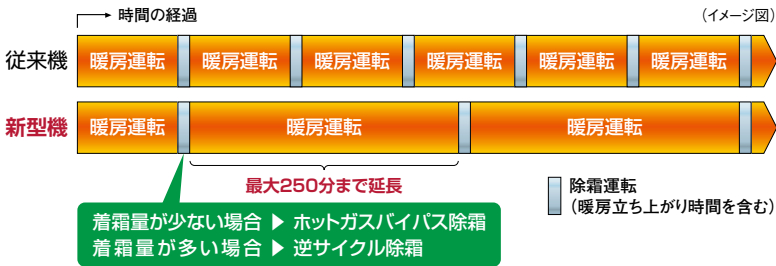 時間の経過
(イメージ図)
従来機 暖房運転 暖房運転 暖房運転 暖房運転 暖房運転 暖房運転
新型機 暖房運転 暖房運転 暖房運転
最大250分まで延長
除霜運転
(暖房立ち上がり時間を含む)
着霜量が少ない場合 ▶ ホットガスバイパス除霜
着霜量が多い場合 ▶ 逆サイクル除霜